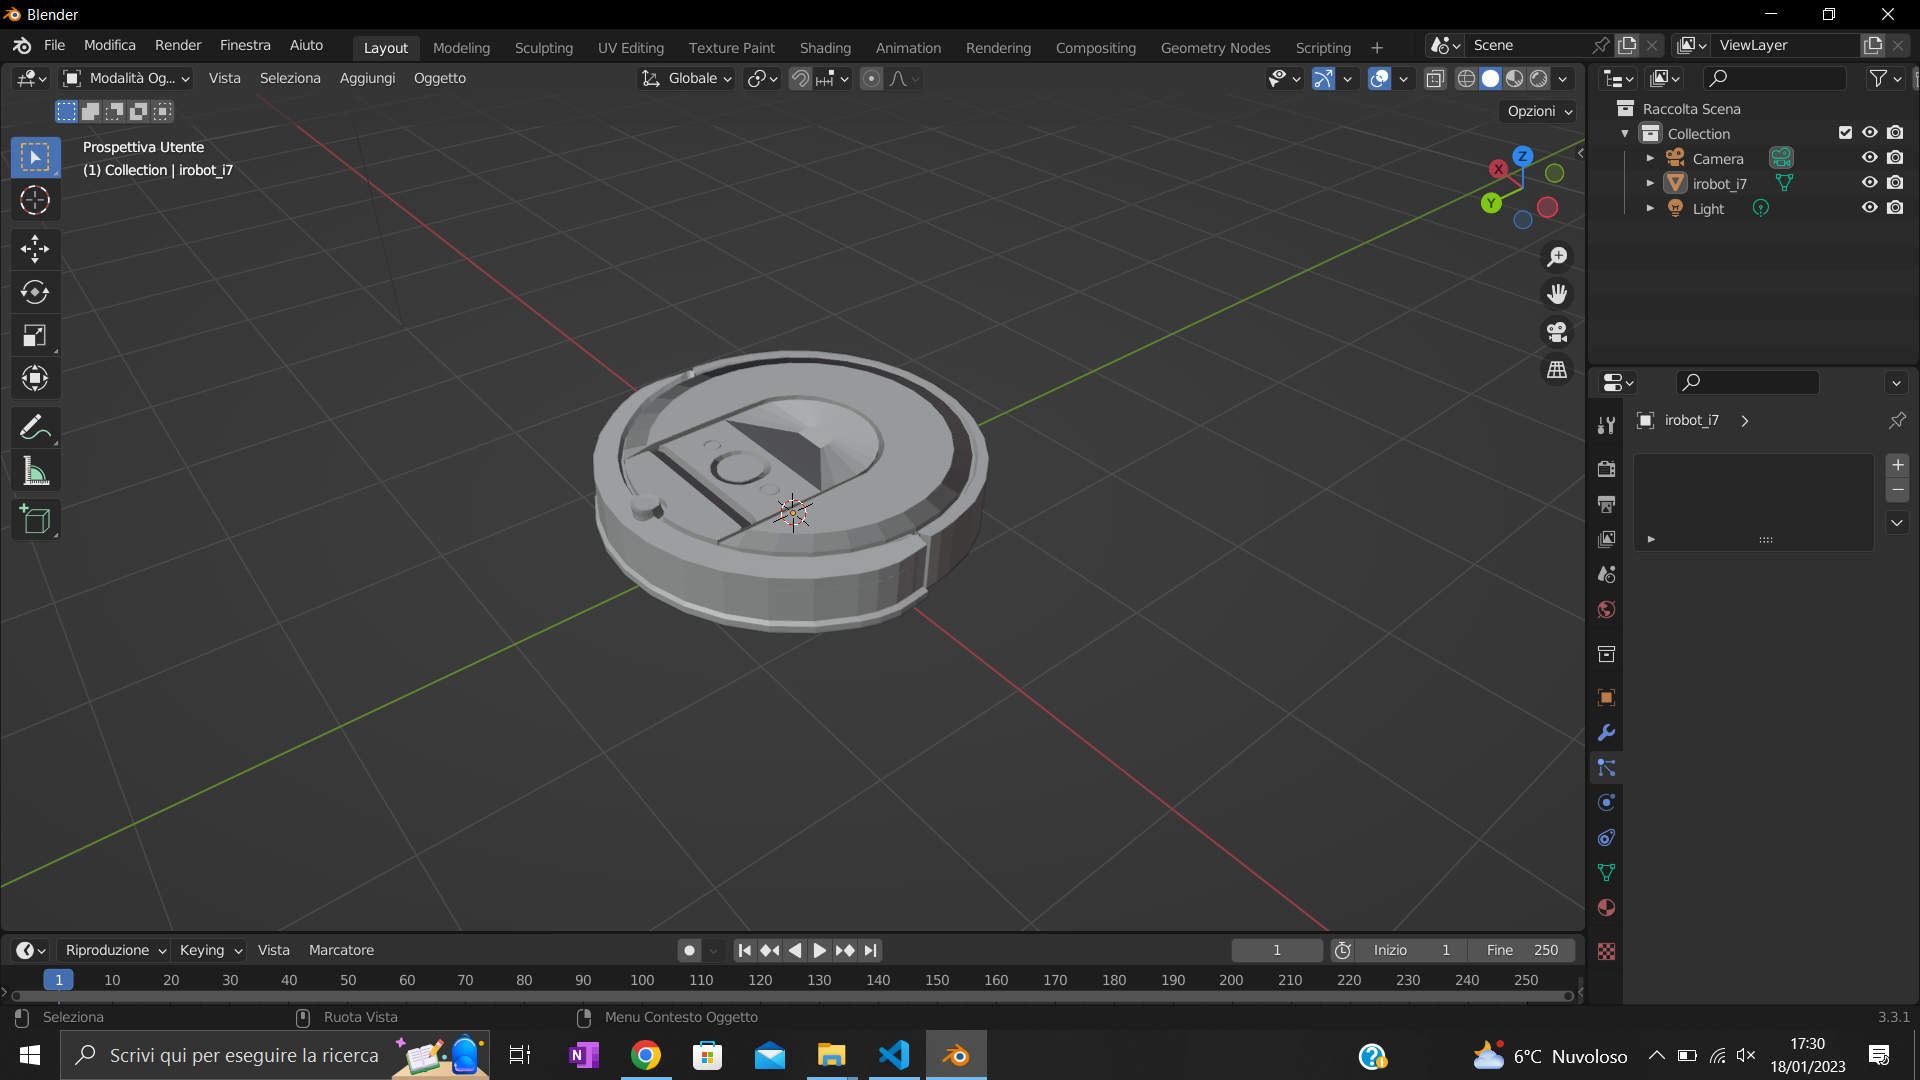 Blender
File Modifica Render Finestra Aiuto Layout Modeling Sculpting UV Editing Texture Paint Shading Animation Rendering Compositing Geometry Nodes Scripting + Scene ViewLayer
Modalità Og... Vista Seleziona Aggiungi Oggetto Globale
Opzioni
Prospettiva Utente
(1) Collection | irobot_i7
Z
X
Y
Raccolta Scena
Collection
Camera
irobot_i7
Light
irobot_i7
Riproduzione Keying Vista Marcatore 1 Inizio 1 Fine 250
1 10 20 30 40 50 60 70 80 90 100 110 120 130 140 150 160 170 180 190 200 210 220 230 240 250
Seleziona Ruota Vista Menu Contesto Oggetto 3.3.1
Scrivi qui per eseguire la ricerca N 6°C Nuvoloso 17:30
18/01/2023